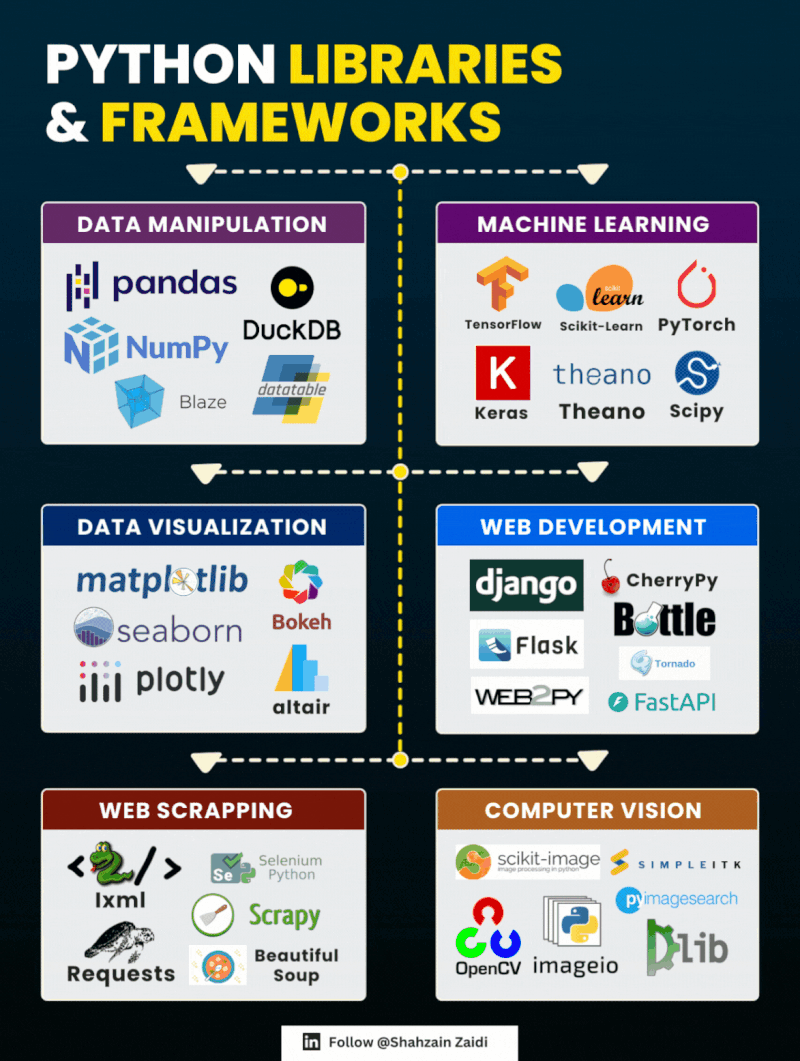 PYTHON LIBRARIES
& FRAMEWORKS
DATA MANIPULATION
pandas
DuckDB
NumPy
datatable
Blaze
MACHINE LEARNING
scikit
learn
TensorFlow
Scikit-Learn
PyTorch
K
theano
Keras
Theano
Scipy
DATA VISUALIZATION
matplotlib
Bokeh
seaborn
plotly
altair
WEB DEVELOPMENT
django
CherryPy
Bottle
Flask
Tornado
WEB2PY
FastAPI
WEB SCRAPPING
</>
lxml
Se
Selenium
Python
Scrapy
Requests
Beautiful
Soup
COMPUTER VISION
scikit-image
image processing in python
SIMPLEITK
pyimagesearch
OpenCV
imageio
Dlib
in Follow @Shahzain Zaidi